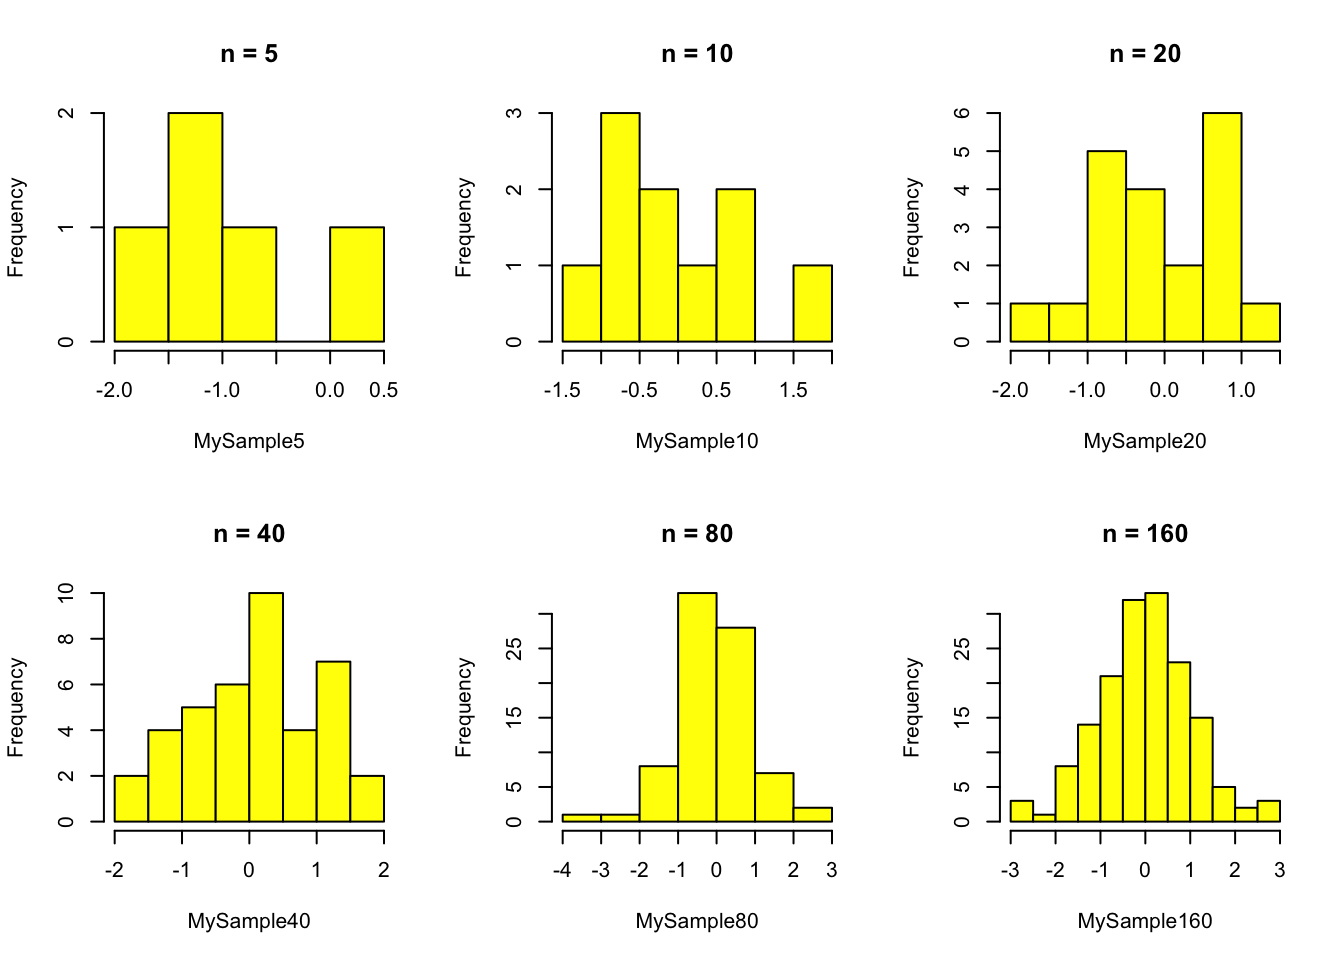 n = 5
2
1
0
Frequency
-2.0 -1.0 0.0 0.5
MySample5
n = 10
3
2
1
0
Frequency
-1.5 -0.5 0.5 1.5
MySample10
n = 20
6
5
4
3
2
1
0
Frequency
-2.0 -1.0 0.0 1.0
MySample20
n = 40
10
8
6
4
2
0
Frequency
-2 -1 0 1 2
MySample40
n = 80
25
15
5
0
Frequency
-4 -3 -2 -1 0 1 2 3
MySample80
n = 160
25
15
5
0
Frequency
-3 -2 -1 0 1 2 3
MySample160